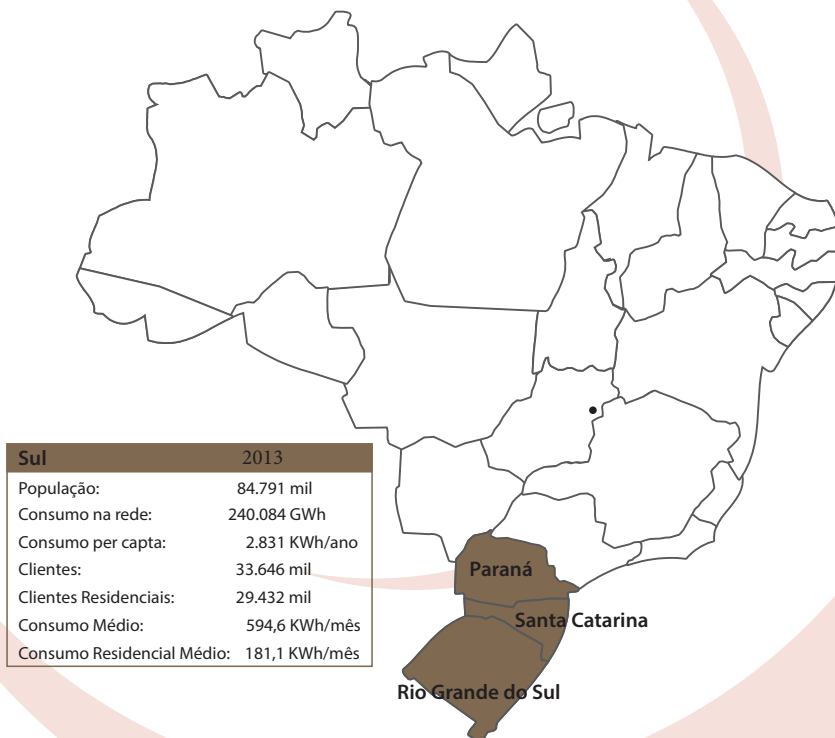 Sul 2013
População: 84.791 mil
Consumo na rede: 240.084 GWh
Consumo per capta: 2.831 KWh/ano
Clientes: 33.646 mil
Clientes Residenciais: 29.432 mil
Consumo Médio: 594,6 KWh/mês
Consumo Residencial Médio: 181,1 KWh/mês
Paraná
Santa Catarina
Rio Grande do Sul